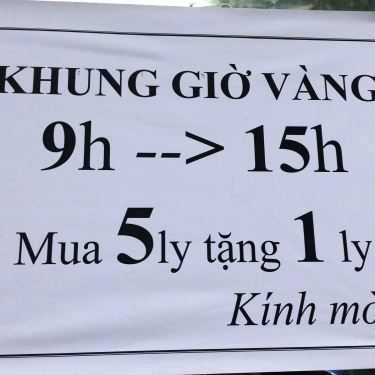 KHUNG GIỜ VÀNG
9h --> 15h
Mua 5ly tặng 1 ly
Kính